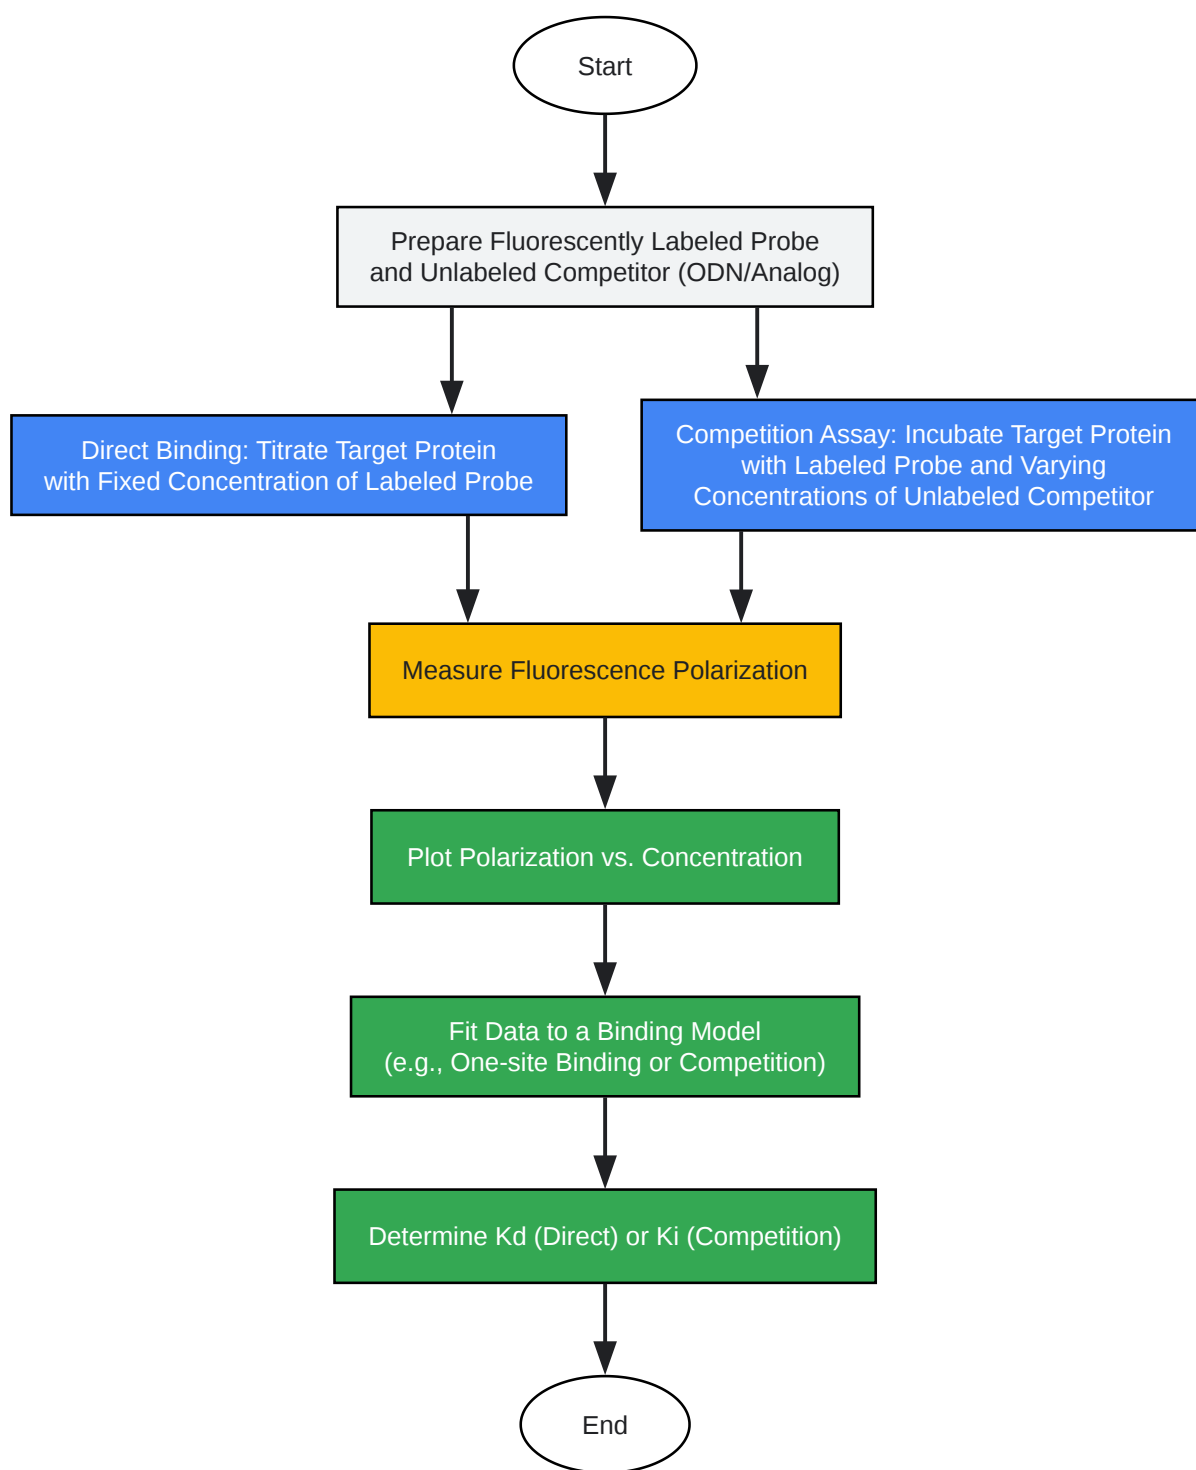 Start
Prepare Fluorescently Labeled Probe
and Unlabeled Competitor (ODN/Analog)
Direct Binding: Titrate Target Protein
with Fixed Concentration of Labeled Probe
Competition Assay: Incubate Target Protein
with Labeled Probe and Varying
Concentrations of Unlabeled Competitor
Measure Fluorescence Polarization
Plot Polarization vs. Concentration
Fit Data to a Binding Model
(e.g., One-site Binding or Competition)
Determine Kd (Direct) or Ki (Competition)
End